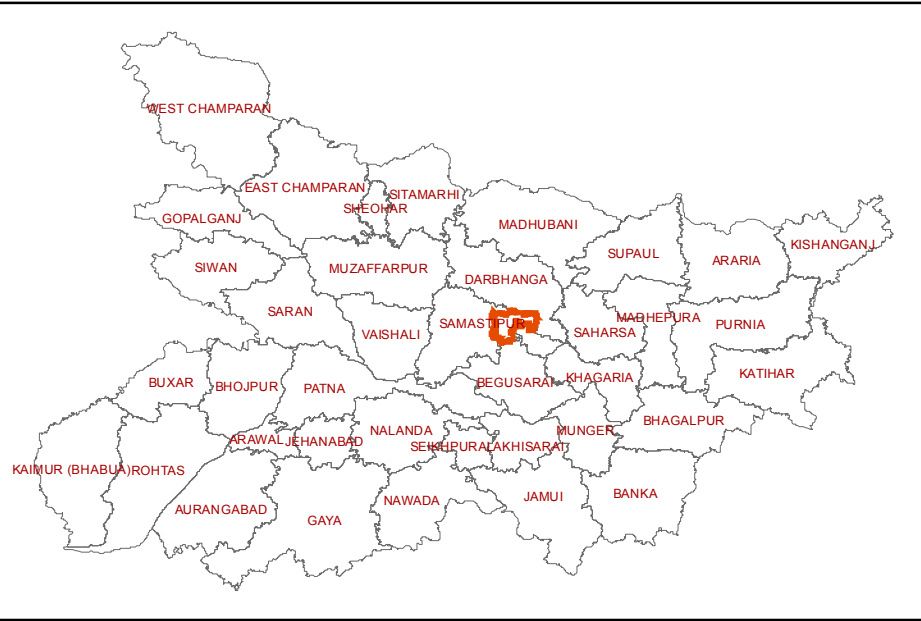 WEST CHAMPARAN
EAST CHAMPARAN
SITAMARHI
SHEOHAR
GOPALGANJ
MADHUBANI
KISHANGANJ
SUPAUL
ARARIA
SIWAN
MUZAFFARPUR
DARBHANGA
SARAN
VAISHALI
SAMASTIPUR
SAHARSA
MADHEPURA
PURNIA
BUXAR
BHOJPUR
PATNA
BEGUSARAI
KHAGARIA
KATIHAR
ARAWAL
JEHANABAD
NALANDA
SEIKHPURA
LAKHISARAI
MUNGER
BHAGALPUR
KAIMUR (BHABUA)
ROHTAS
AURANGABAD
GAYA
NAWADA
JAMUI
BANKA